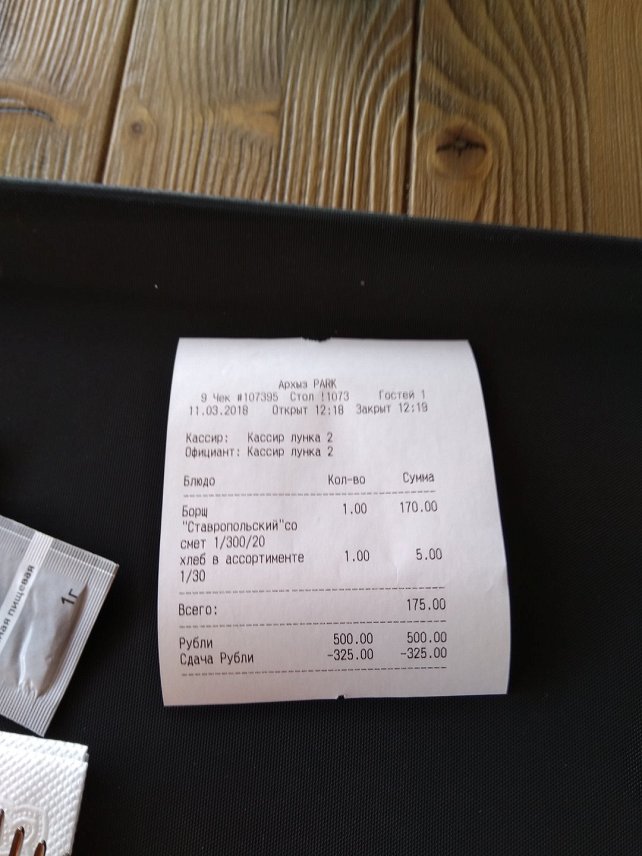 Архыз PARK
9 Чек #107395 Стол !1073 Гостей 1
11.03.2018 Открыт 12:18 Закрыт 12:19
Кассир: Кассир лунка 2
Официант: Кассир лунка 2
Блюдо Кол-во Сумма
Борщ 1.00 170.00
"Ставропольский"со
смет 1/300/20
хлеб в ассортименте 1.00 5.00
1/30
Всего: 175.00
Рубли 500.00 500.00
Сдача Рубли -325.00 -325.00
пищевая
1г